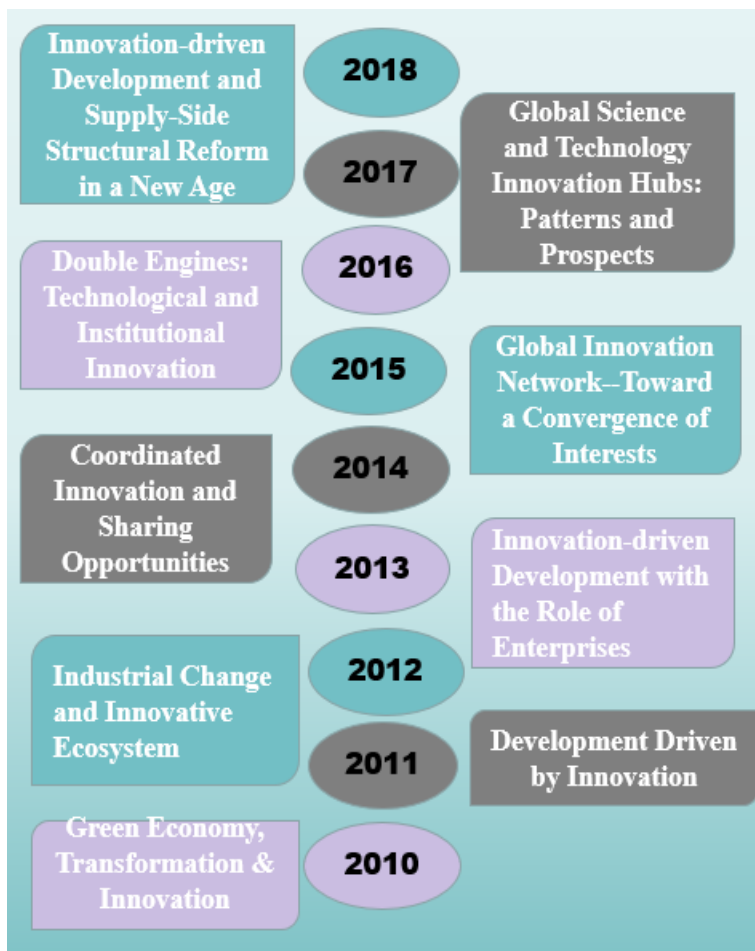 Innovation-driven
Development and
Supply-Side
Structural Reform
in a New Age
2018
2017
Global Science
and Technology
Innovation Hubs:
Patterns and
Prospects
Double Engines:
Technological and
Institutional
Innovation
2016
2015
Global Innovation
Network--Toward
a Convergence of
Interests
Coordinated
Innovation and
Sharing
Opportunities
2014
2013
Innovation-driven
Development with
the Role of
Enterprises
Industrial Change
and Innovative
Ecosystem
2012
2011
Development Driven
by Innovation
Green Economy,
Transformation &
Innovation
2010